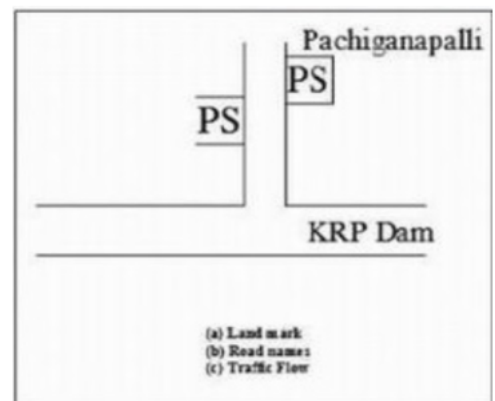 Pachiganapalli
PS
PS
KRP Dam
(a) Land mark
(b) Road names
(c) Traffic Flow